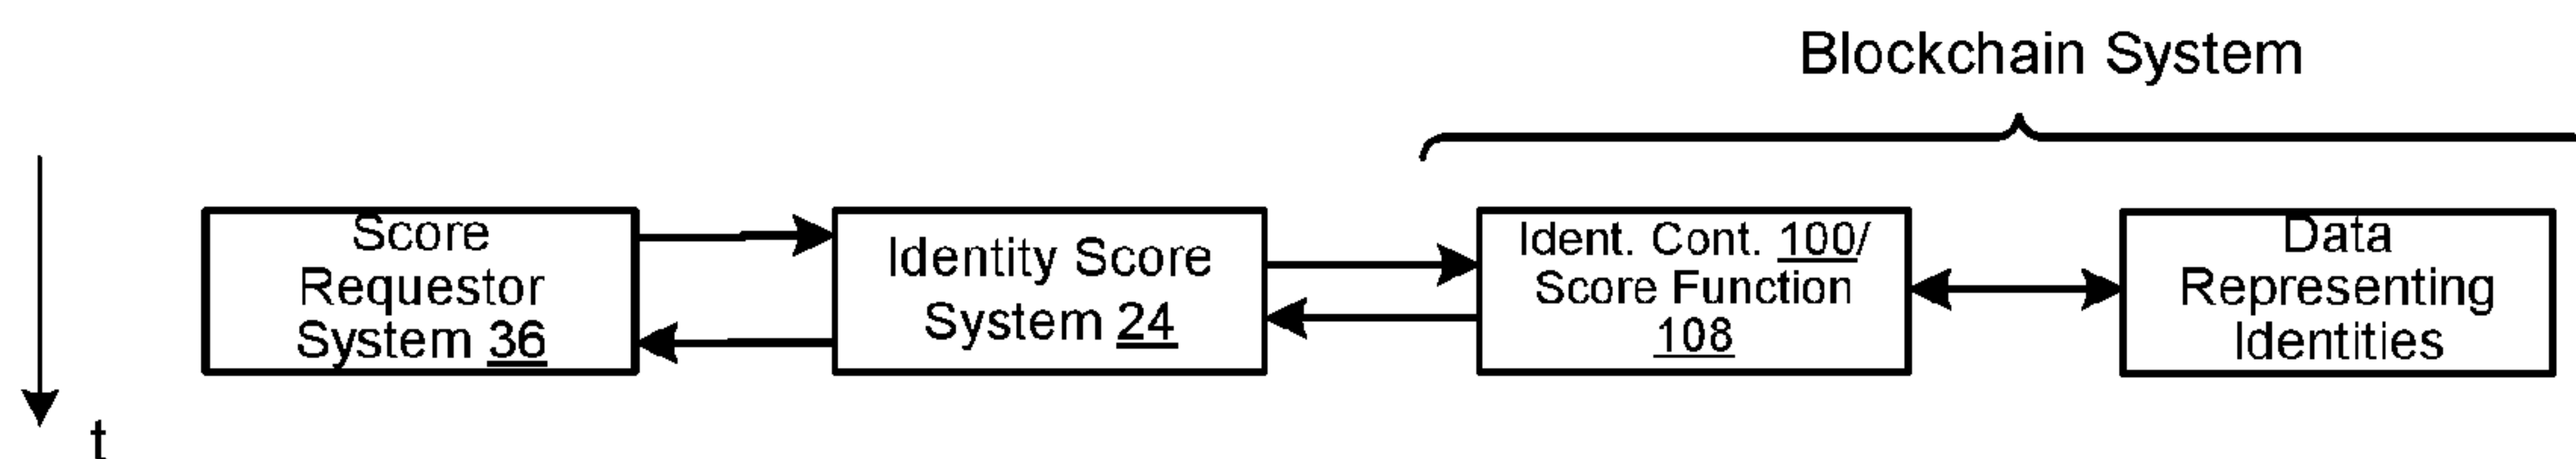 Blockchain System
Score
Requestor
System 36
Identity Score
System 24
Ident. Cont. 100/
Score Function
108
Data
Representing
Identities
t